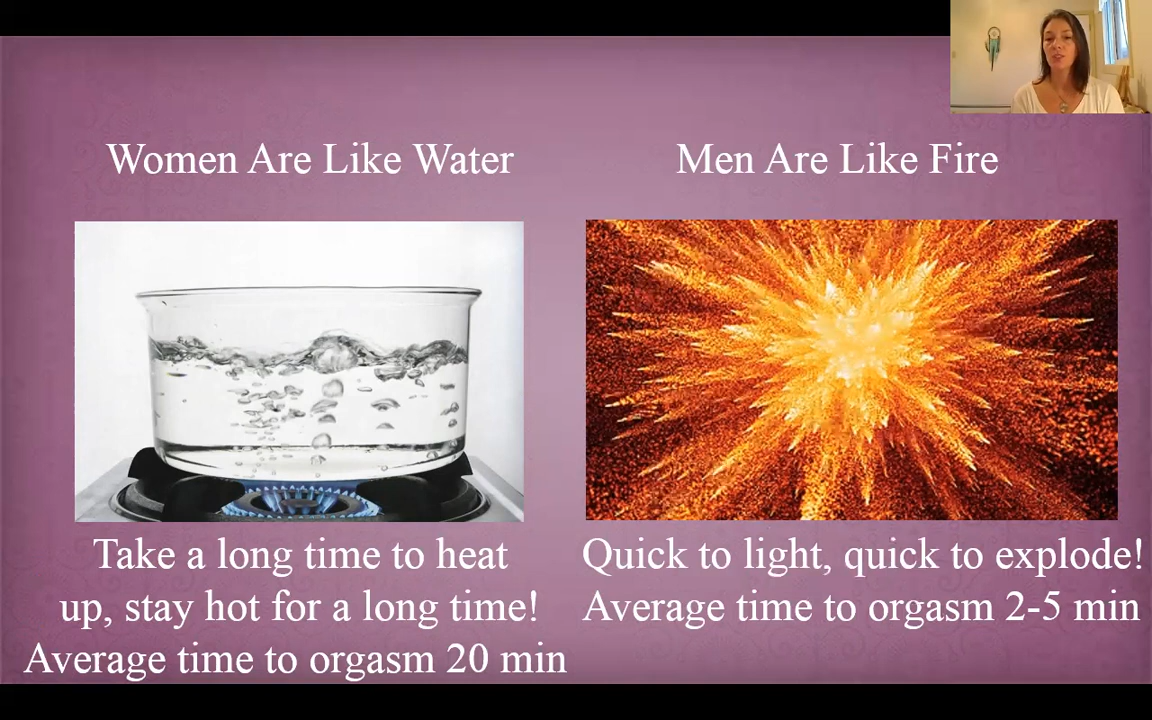 Women Are Like Water
Men Are Like Fire
Take a long time to heat
up, stay hot for a long time!
Average time to orgasm 20 min
Quick to light, quick to explode!
Average time to orgasm 2-5 min